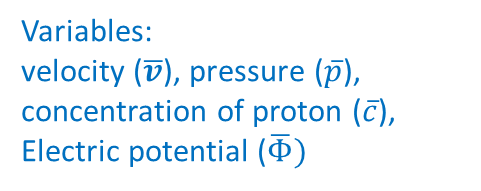 Variables:
velocity (𝒗̅), pressure (𝑝̅),
concentration of proton (𝑐̅),
Electric potential (Φ̅)